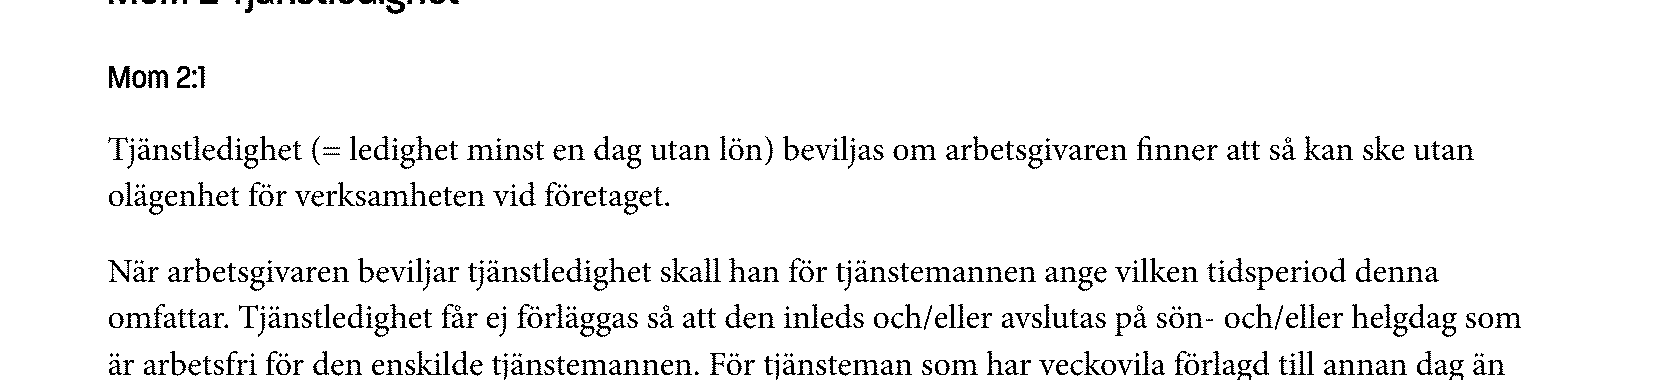 Mom 2 Tjänstledighet
Mom 2:1
Tjänstledighet (= ledighet minst en dag utan lön) beviljas om arbetsgivaren finner att så kan ske utan
olägenhet för verksamheten vid företaget.
När arbetsgivaren beviljar tjänstledighet skall han för tjänstemannen ange vilken tidsperiod denna
omfattar. Tjänstledighet får ej förläggas så att den inleds och/eller avslutas på sön- och/eller helgdag som
är arbetsfri för den enskilde tjänstemannen. För tjänsteman som har veckovila förlagd till annan dag än